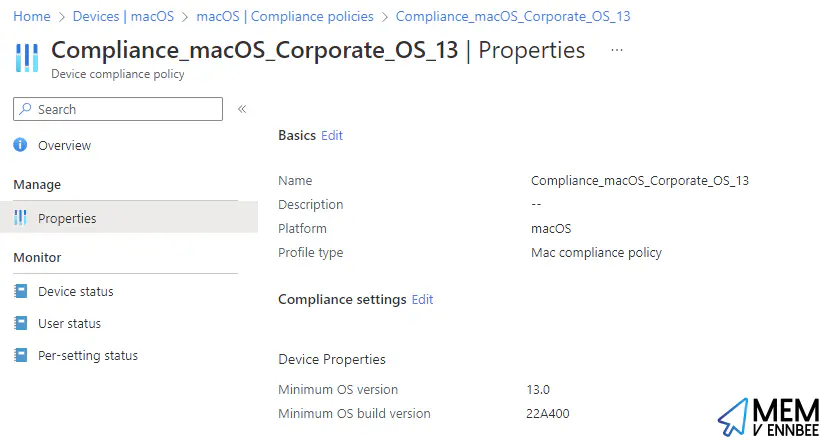 Home > Devices | macOS > macOS | Compliance policies > Compliance_macOS_Corporate_OS_13
Compliance_macOS_Corporate_OS_13 | Properties ...
Device compliance policy
Search «
Overview
Manage
Properties
Monitor
Device status
User status
Per-setting status
Basics Edit
Name Compliance_macOS_Corporate_OS_13
Description --
Platform macOS
Profile type Mac compliance policy
Compliance settings Edit
Device Properties
Minimum OS version 13.0
Minimum OS build version 22A400
MEM
V ENNBEE